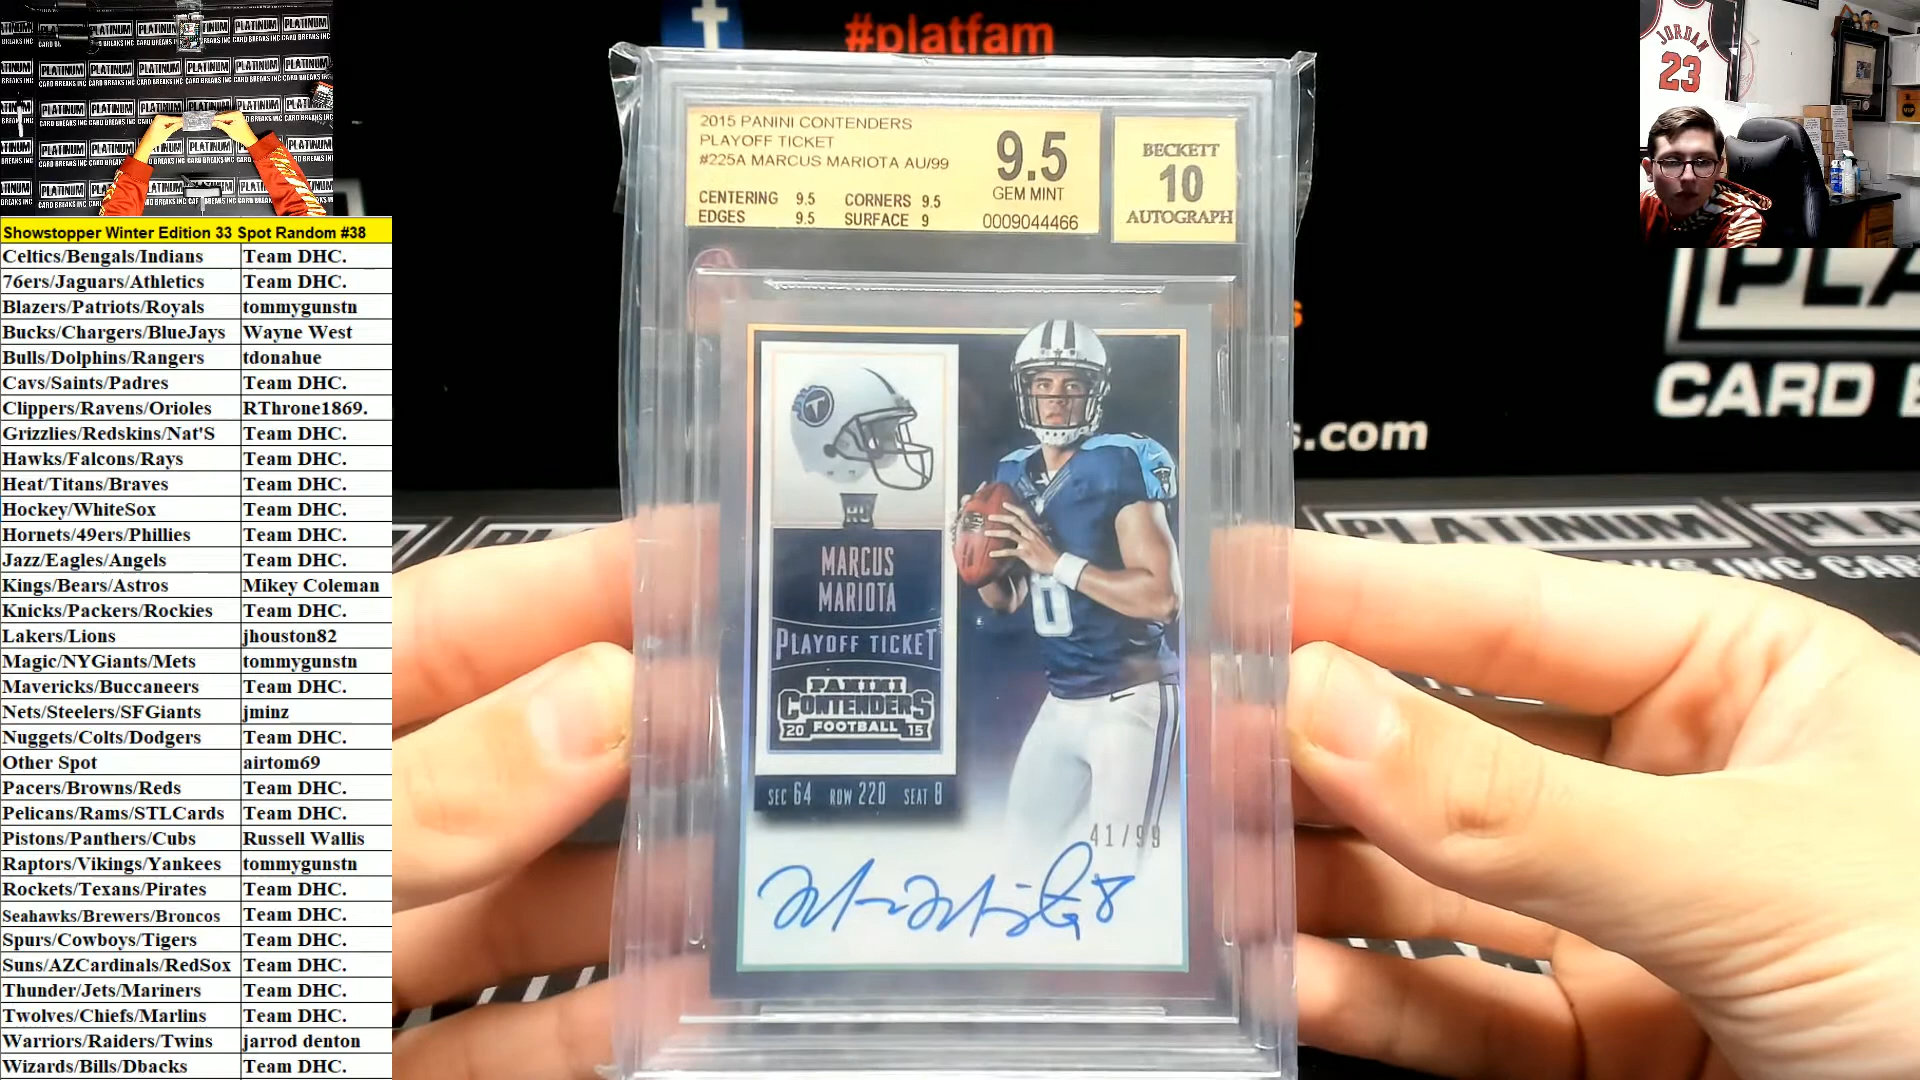 #platfam
JORDAN
23
PLATINUM
CARD BREAKS INC
2015 PANINI CONTENDERS
PLAYOFF TICKET
#225A MARCUS MARIOTA AU/99
CENTERING 9.5 CORNERS 9.5
EDGES 9.5 SURFACE 9
9.5
GEM MINT
0009044466
BECKETT
10
AUTOGRAPH
MARCUS
MARIOTA
PLAYOFF TICKET
PANINI
CONTENDERS
20 FOOTBALL 15
SEC 64 ROW 220 SEAT 8
41/99
CARD
s.com
PLATINUM
Showstopper Winter Edition 33 Spot Random #38
Celtics/Bengals/Indians Team DHC.
76ers/Jaguars/Athletics Team DHC.
Blazers/Patriots/Royals tommygunstn
Bucks/Chargers/BlueJays Wayne West
Bulls/Dolphins/Rangers tdonahue
Cavs/Saints/Padres Team DHC.
Clippers/Ravens/Orioles RThrone1869.
Grizzlies/Redskins/Nat'S Team DHC.
Hawks/Falcons/Rays Team DHC.
Heat/Titans/Braves Team DHC.
Hockey/WhiteSox Team DHC.
Hornets/49ers/Phillies Team DHC.
Jazz/Eagles/Angels Team DHC.
Kings/Bears/Astros Mikey Coleman
Knicks/Packers/Rockies Team DHC.
Lakers/Lions jhouston82
Magic/NYGiants/Mets tommygunstn
Mavericks/Buccaneers Team DHC.
Nets/Steelers/SFGiants jminz
Nuggets/Colts/Dodgers Team DHC.
Other Spot airtom69
Pacers/Browns/Reds Team DHC.
Pelicans/Rams/STLCards Team DHC.
Pistons/Panthers/Cubs Russell Wallis
Raptors/Vikings/Yankees tommygunstn
Rockets/Texans/Pirates Team DHC.
Seahawks/Brewers/Broncos Team DHC.
Spurs/Cowboys/Tigers Team DHC.
Suns/AZCardinals/RedSox Team DHC.
Thunder/Jets/Mariners Team DHC.
Twolves/Chiefs/Marlins Team DHC.
Warriors/Raiders/Twins jarrod denton
Wizards/Bills/Dbacks Team DHC.